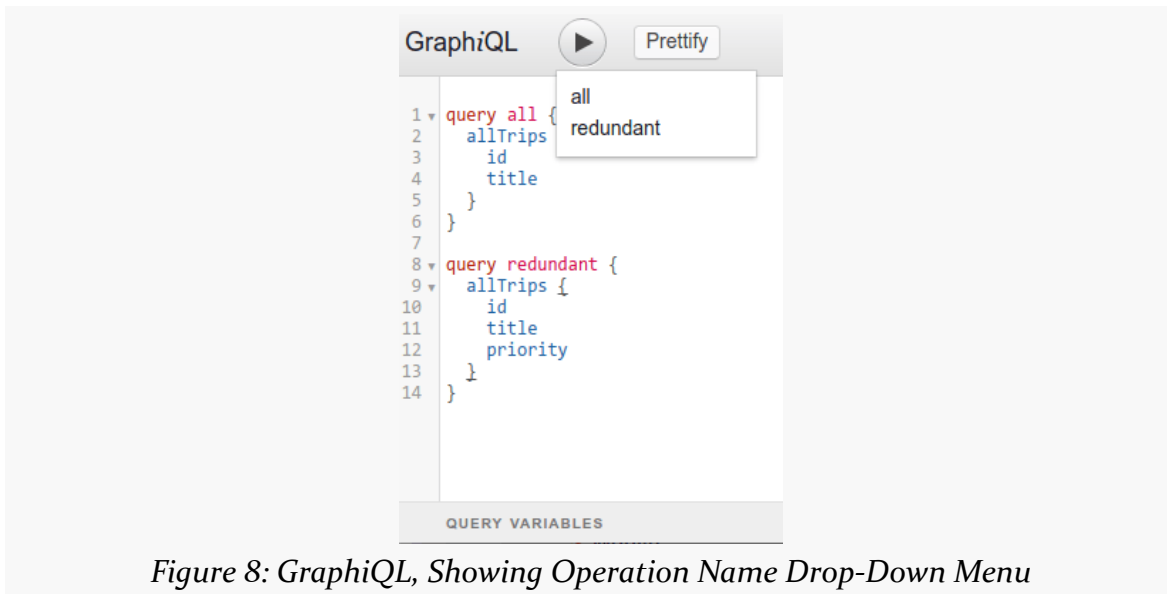 GraphiQL Prettify
all
redundant
1 query all {
2 allTrips
3 id
4 title
5 }
6 }
7
8 query redundant {
9 allTrips {
10 id
11 title
12 priority
13 }
14 }
QUERY VARIABLES
Figure 8: GraphiQL, Showing Operation Name Drop-Down Menu